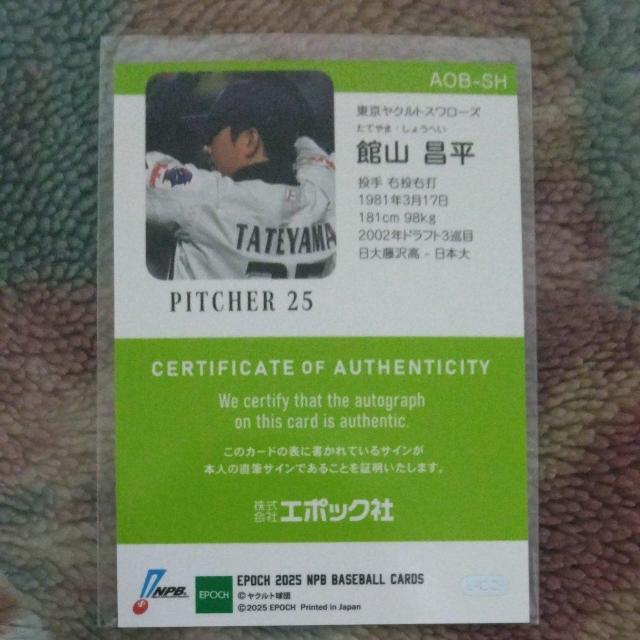 AOB-SH
東京ヤクルトスワローズ
たてやま・しょうへい
館山 昌平
投手 右投右打
1981年3月17日
181cm 98kg
2002年ドラフト3巡目
日大藤沢高 - 日本大
TATEYAMA
25
PITCHER 25
CERTIFICATE OF AUTHENTICITY
We certify that the autograph
on this card is authentic.
このカードの表に書かれているサインが
本人の直筆サインであることを証明いたします。
株式会社 エポック社
NPB
EPOCH
EPOCH 2025 NPB BASEBALL CARDS
©ヤクルト球団
©2025 EPOCH Printed in Japan